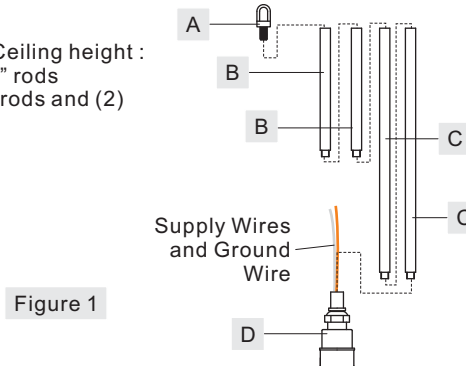 Ceiling height :
" rods
rods and (2)
A
B
B
C
C
Supply Wires
and Ground
Wire
Figure 1
D